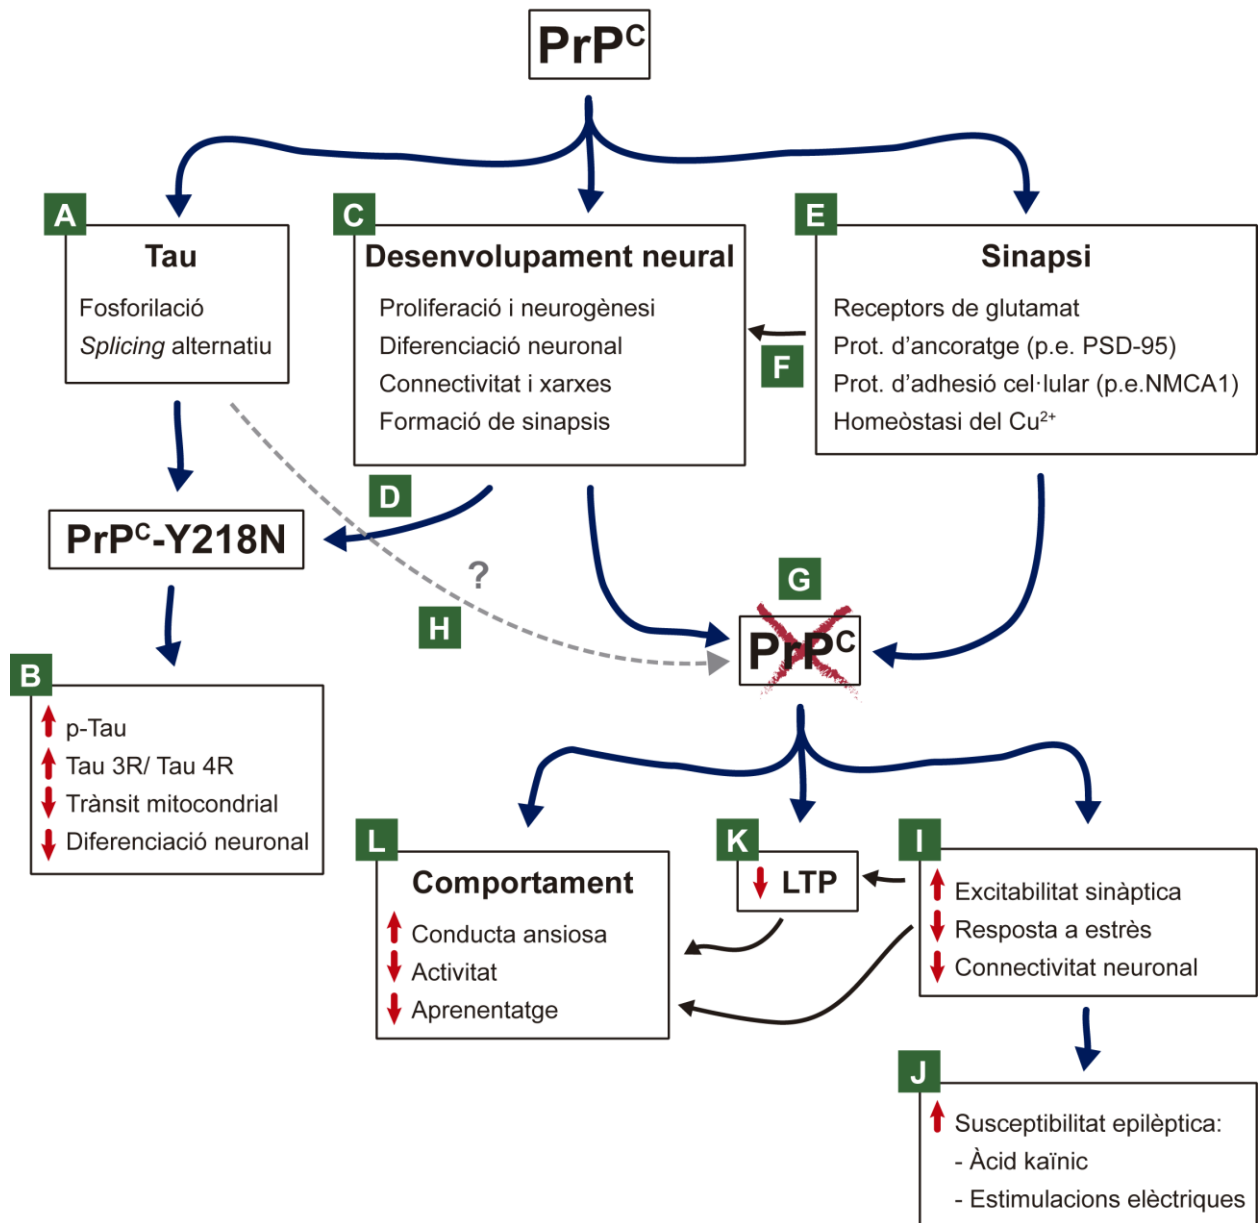 PrPᶜ
A
Tau
Fosforilació
Splicing alternatiu
C
Desenvolupament neural
Proliferació i neurogènesi
Diferenciació neuronal
Connectivitat i xarxes
Formació de sinapsis
E
Sinapsi
Receptors de glutamat
Prot. d'ancoratge (p.e. PSD-95)
Prot. d'adhesió cel·lular (p.e.NMCA1)
Homeòstasi del Cu²⁺
F
D
PrPᶜ-Y218N
?
H
G
PrPᶜ
B
p-Tau
Tau 3R/ Tau 4R
Trànsit mitocondrial
Diferenciació neuronal
L
Comportament
Conducta ansiosa
Activitat
Aprenentatge
K
LTP
I
Excitabilitat sinàptica
Resposta a estrès
Connectivitat neuronal
J
Susceptibilitat epilèptica:
- Àcid kaïnic
- Estimulacions elèctriques